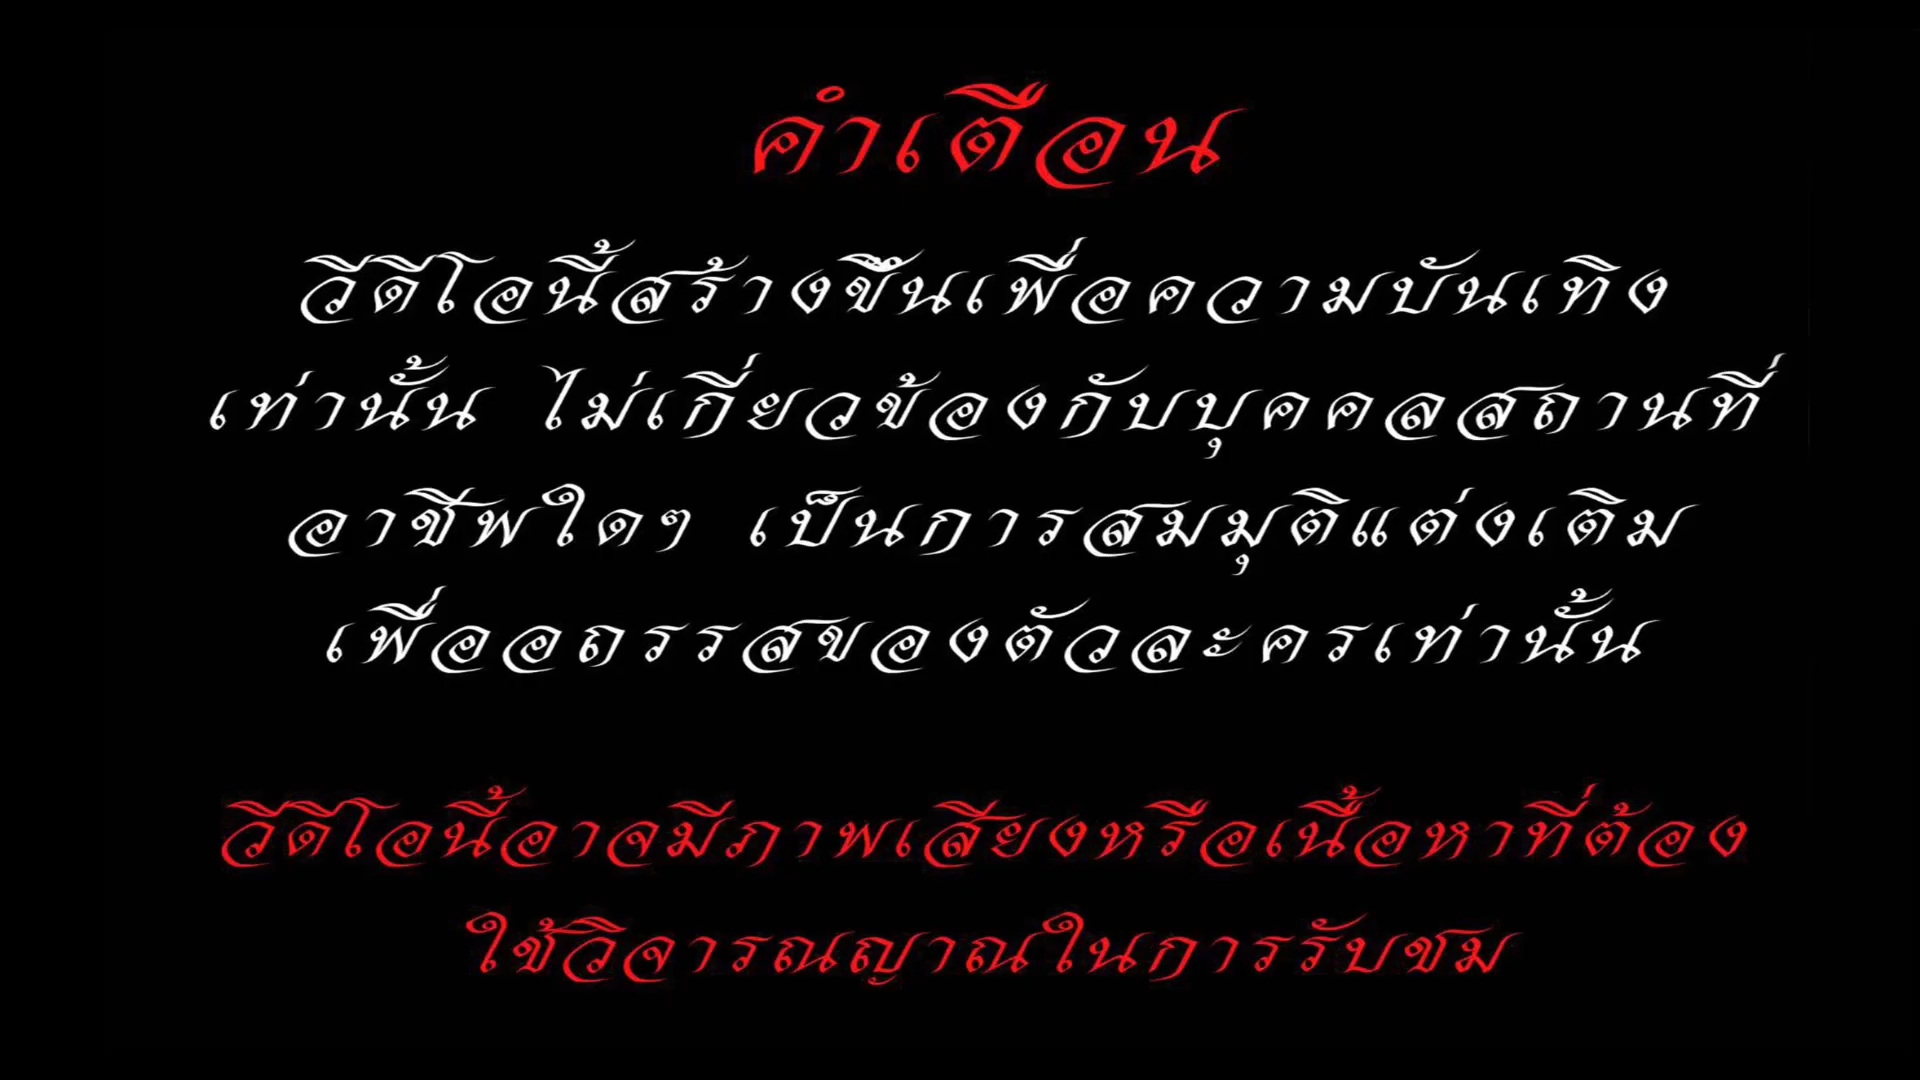 คำเตือน
วีดีโอนี้สร้างขึ้นเพื่อความบันเทิง
เท่านั้น ไม่เกี่ยวข้องกับบุคคลสถานที่
อาชีพใดๆ เป็นการสมมุติแต่งเติม
เพื่ออถรรสของตัวละครเท่านั้น
วีดีโอนี้อาจมีภาพเสียงหรือเนื้อหาที่ต้อง
ใช้วิจารณญาณในการรับชม